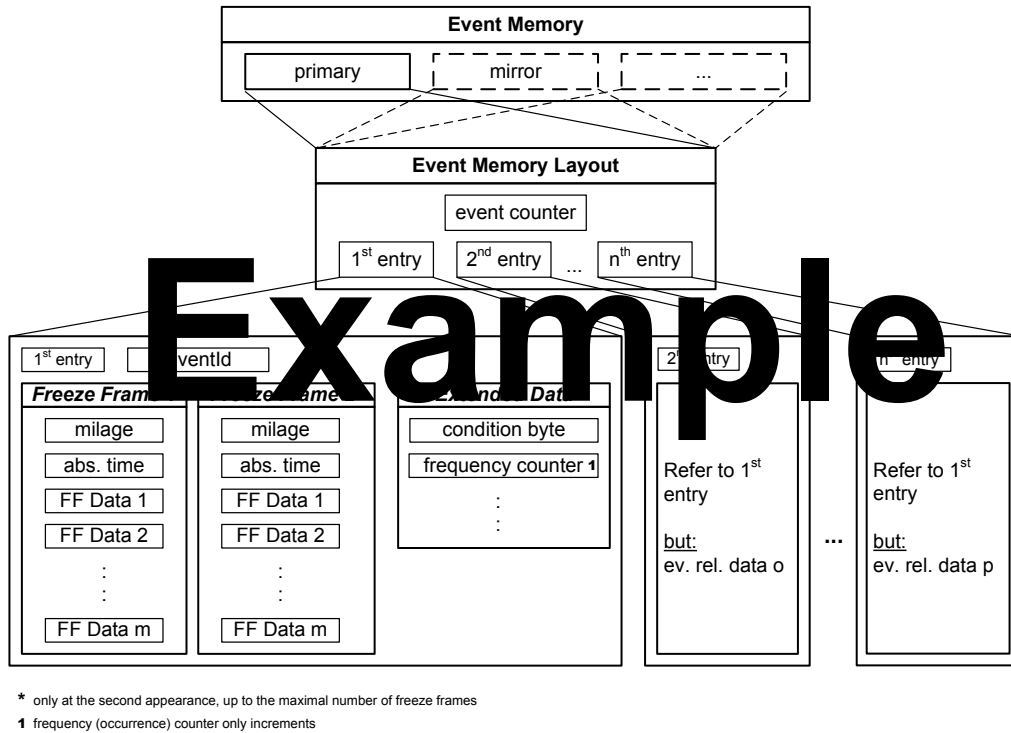 Event Memory
primary
mirror
...
Event Memory Layout
event counter
1st entry
2nd entry
...
nth entry
Example
1st entry
EventId
2nd entry
nth entry
Freeze Frame
Freeze Frame
Extended Data
milage
abs. time
FF Data 1
FF Data 2
:
:
FF Data m
milage
abs. time
FF Data 1
FF Data 2
:
:
FF Data m
condition byte
frequency counter 1
:
:
Refer to 1st
entry
but:
ev. rel. data o
...
Refer to 1st
entry
but:
ev. rel. data p
* only at the second appearance, up to the maximal number of freeze frames
1 frequency (occurrence) counter only increments